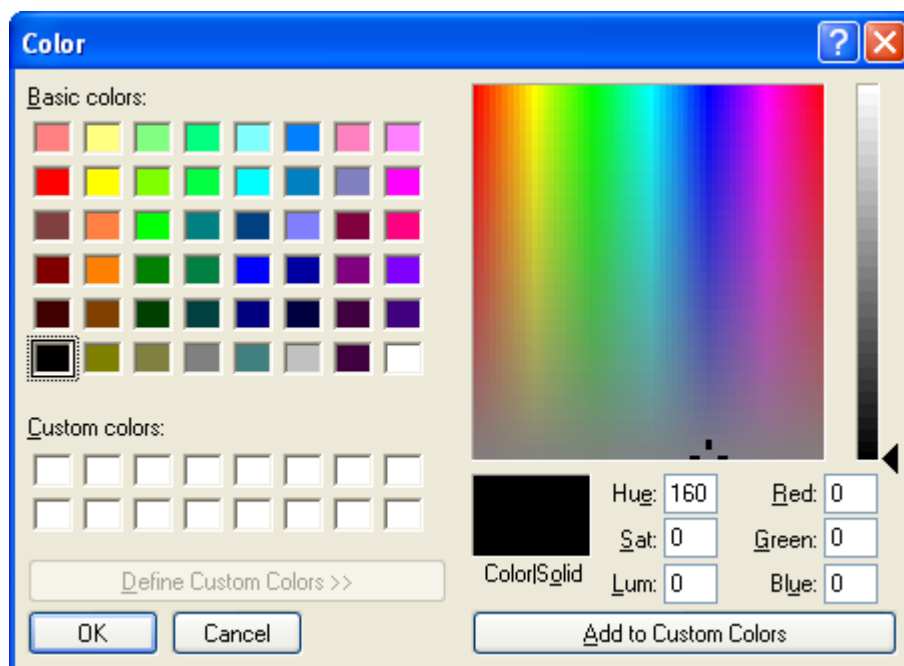 Color
Basic colors:
Custom colors:
Define Custom Colors >>
OK Cancel
Color|Solid
Hue: 160 Red: 0
Sat: 0 Green: 0
Lum: 0 Blue: 0
Add to Custom Colors